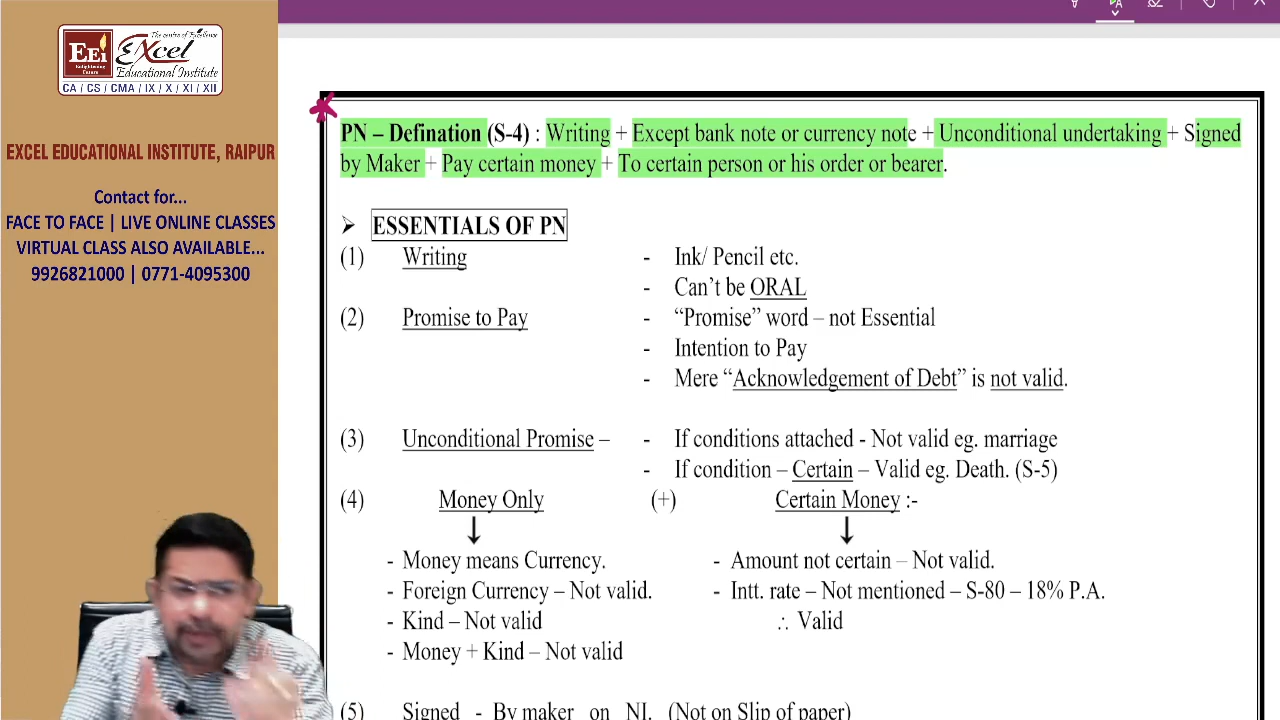 The centre of Excellence
EEi
Enlightening
Future
Excel
Educational Institute
CA / CS / CMA / IX / X / XI / XII
EXCEL EDUCATIONAL INSTITUTE, RAIPUR
Contact for...
FACE TO FACE | LIVE ONLINE CLASSES
VIRTUAL CLASS ALSO AVAILABLE...
9926821000 | 0771-4095300
PN – Defination (S-4) : Writing + Except bank note or currency note + Unconditional undertaking + Signed
by Maker + Pay certain money + To certain person or his order or bearer.
➢ ESSENTIALS OF PN
(1) Writing - Ink/ Pencil etc.
- Can't be ORAL
(2) Promise to Pay - “Promise” word – not Essential
- Intention to Pay
- Mere “Acknowledgement of Debt” is not valid.
(3) Unconditional Promise – - If conditions attached - Not valid eg. marriage
- If condition – Certain – Valid eg. Death. (S-5)
(4) Money Only (+) Certain Money :-
- Money means Currency. - Amount not certain – Not valid.
- Foreign Currency – Not valid. - Intt. rate – Not mentioned – S-80 – 18% P.A.
- Kind – Not valid ∴ Valid
- Money + Kind – Not valid
(5) Signed - By maker on NI. (Not on Slip of paper)